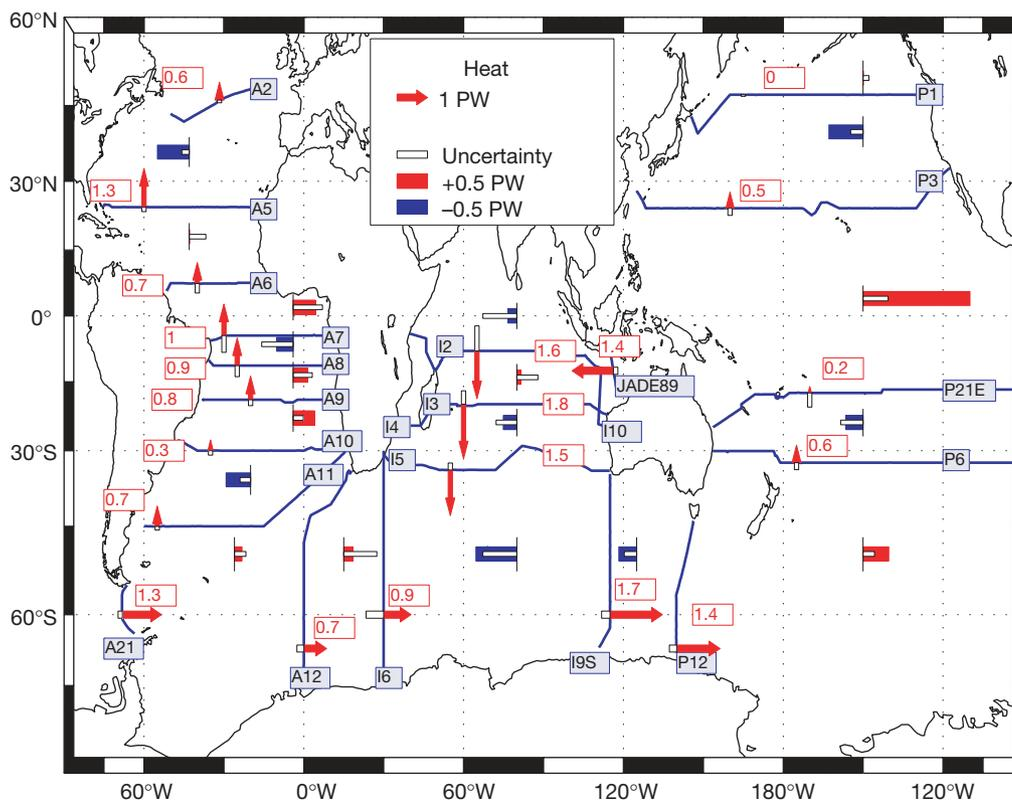 60°N
30°N
0°
30°S
60°S
Heat
1 PW
Uncertainty
+0.5 PW
−0.5 PW
0.6
A2
0
P1
1.3
A5
0.5
P3
0.7
A6
1
A7
0.9
A8
0.8
A9
0.3
A10
0.7
A11
I2
1.6
1.4
JADE89
I3
1.8
I4
I10
I5
1.5
0.2
P21E
0.6
P6
1.3
A21
0.7
A12
0.9
I6
1.7
I9S
1.4
P12
60°W
0°W
60°W
120°W
180°W
120°W